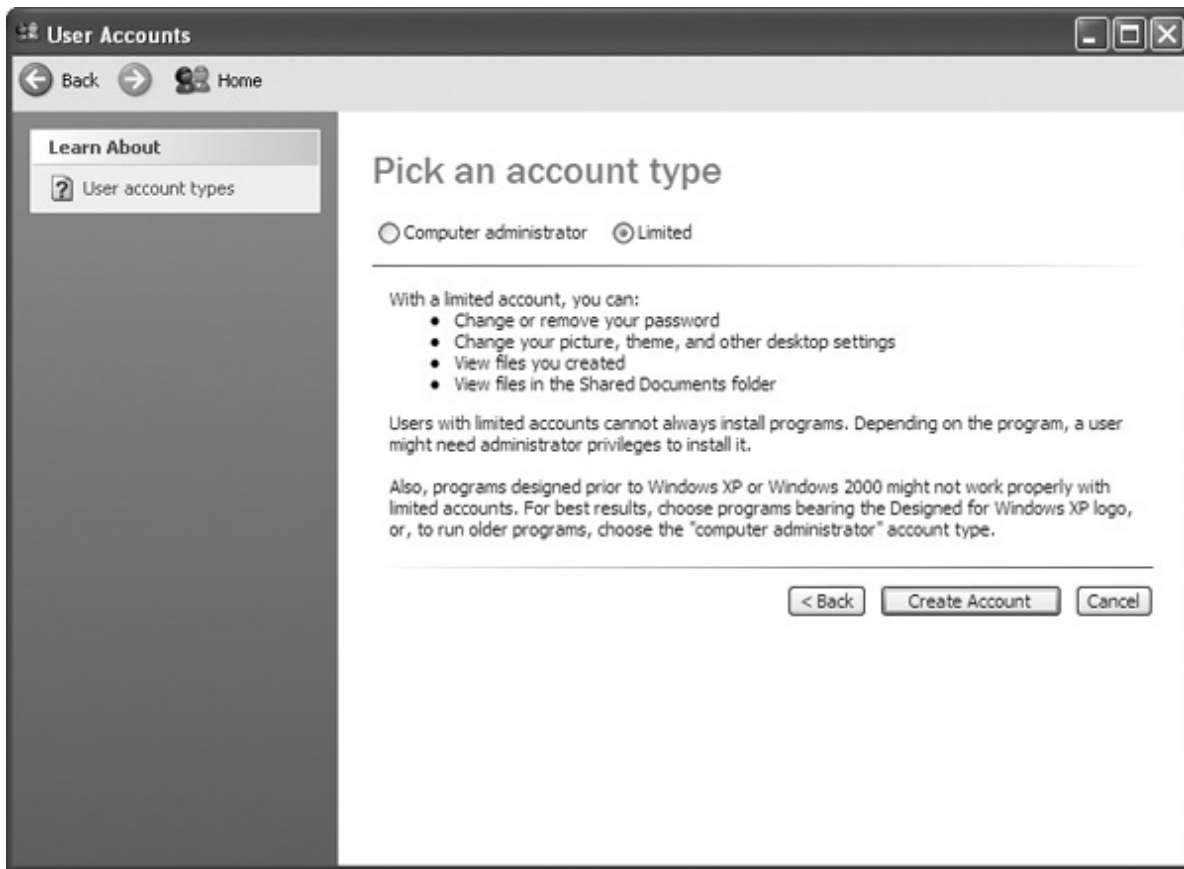 User Accounts
Back Home
Learn About
User account types
Pick an account type
Computer administrator Limited
With a limited account, you can:
• Change or remove your password
• Change your picture, theme, and other desktop settings
• View files you created
• View files in the Shared Documents folder
Users with limited accounts cannot always install programs. Depending on the program, a user
might need administrator privileges to install it.
Also, programs designed prior to Windows XP or Windows 2000 might not work properly with
limited accounts. For best results, choose programs bearing the Designed for Windows XP logo,
or, to run older programs, choose the "computer administrator" account type.
< Back Create Account Cancel